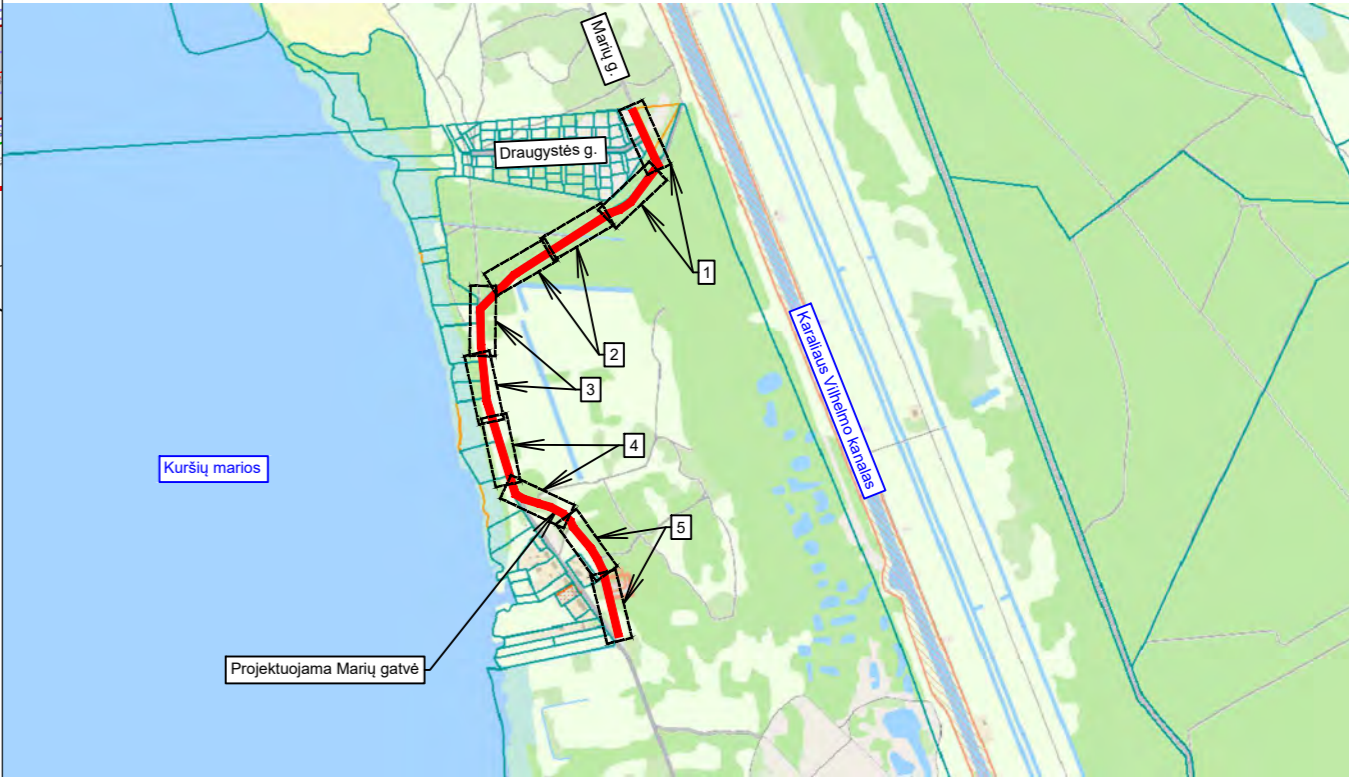 Marių g.
Draugystės g.
1
2
3
Karaliaus Vilhelmo kanalas
4
Kuršių marios
5
Projektuojama Marių gatvė